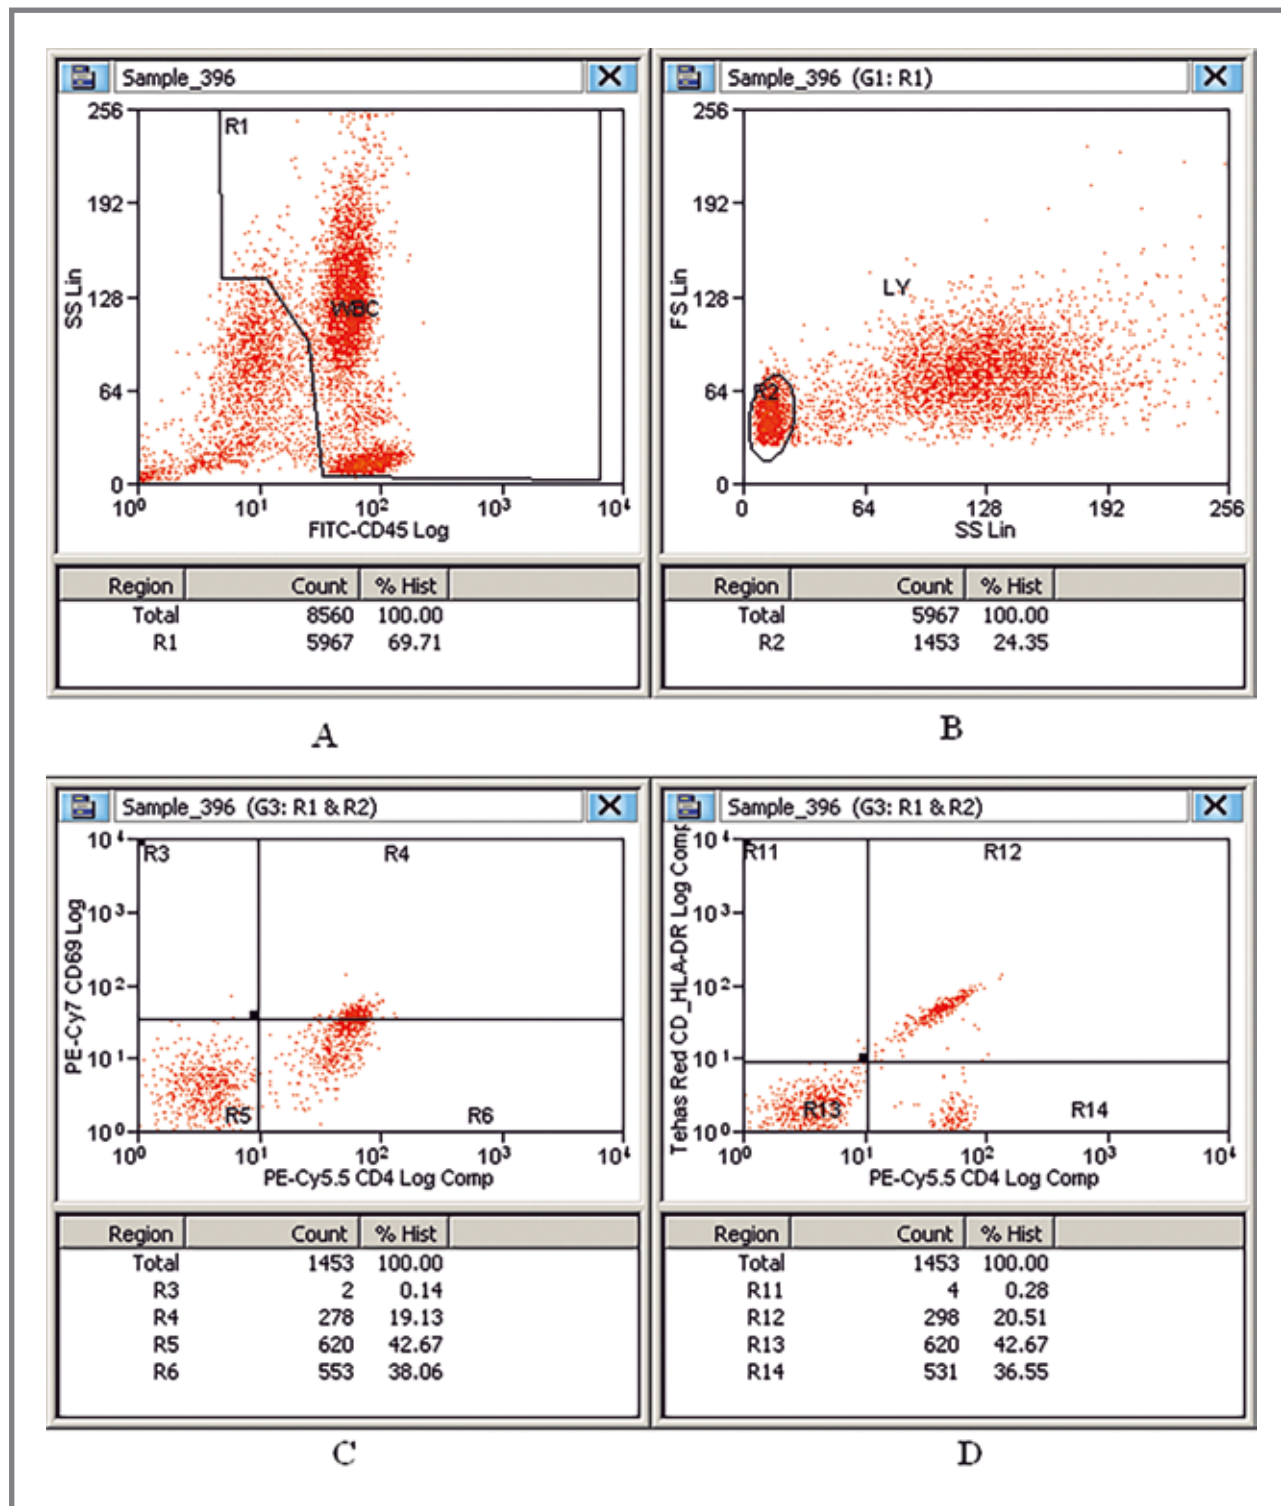 Sample_396
256
R1
192
SS Lin
128
WBC
64
0
10⁰ 10¹ 10² 10³ 10⁴
FITC-CD45 Log
Region Count % Hist
Total 8560 100.00
R1 5967 69.71
A
Sample_396 (G1: R1)
256
192
FS Lin
LY
128
64
R2
0
0 64 128 192 256
SS Lin
Region Count % Hist
Total 5967 100.00
R2 1453 24.35
B
Sample_396 (G3: R1 & R2)
10⁴
R3 R4
10³
PE-Cy7 CD69 Log
10²
10¹
R5 R6
10⁰
10⁰ 10¹ 10² 10³ 10⁴
PE-Cy5.5 CD4 Log Comp
Region Count % Hist
Total 1453 100.00
R3 2 0.14
R4 278 19.13
R5 620 42.67
R6 553 38.06
C
Sample_396 (G3: R1 & R2)
10⁴
R11 R12
10³
Tehas Red CD_HLA-DR Log Comp
10²
10¹
R13 R14
10⁰
10⁰ 10¹ 10² 10³ 10⁴
PE-Cy5.5 CD4 Log Comp
Region Count % Hist
Total 1453 100.00
R11 4 0.28
R12 298 20.51
R13 620 42.67
R14 531 36.55
D